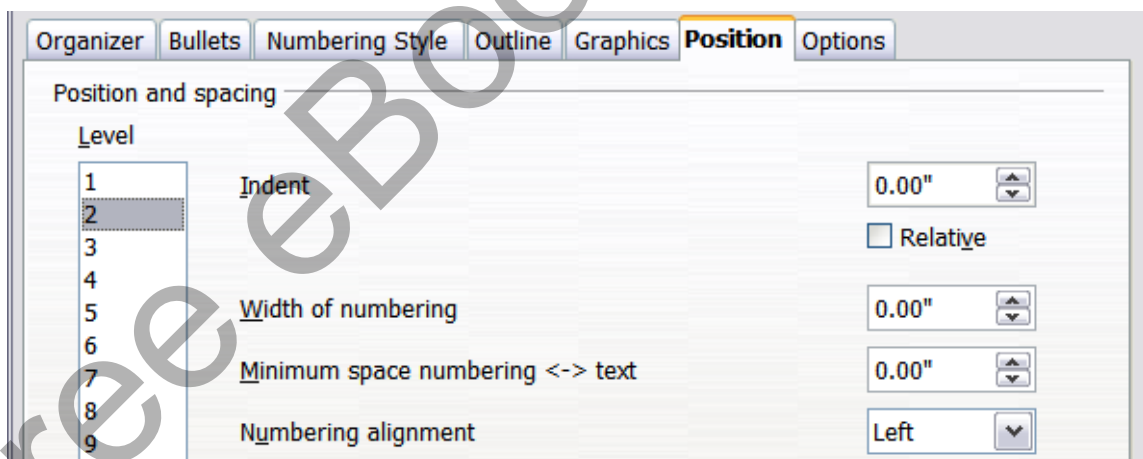 Organizer Bullets Numbering Style Outline Graphics Position Options
Position and spacing
Level
1 Indent 0.00"
2
3 Relative
4
5 Width of numbering 0.00"
6
7 Minimum space numbering <-> text 0.00"
8
9 Numbering alignment Left
ree eBoo